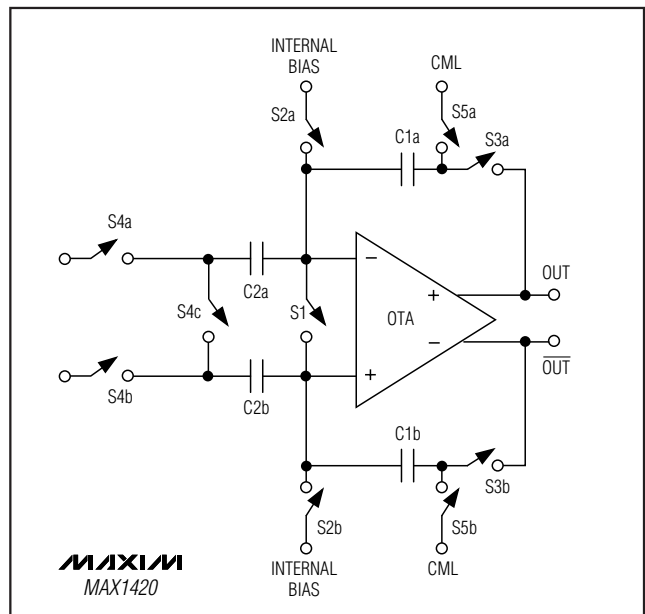 INTERNAL
BIAS
CML
S2a
S5a
C1a
S3a
S4a
C2a
S4c
S1
−
+
OTA
OUT
−
+
OUT
S4b
C2b
C1b
S3b
S2b
S5b
INTERNAL
BIAS
CML
MAXIM
MAX1420